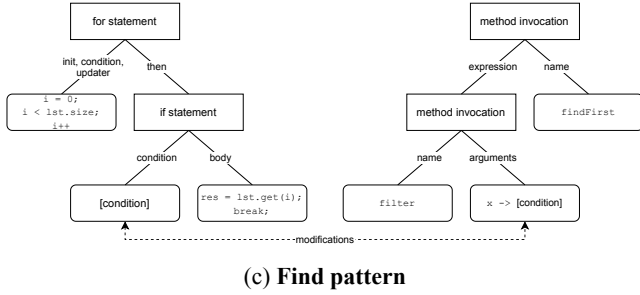 for statement
method invocation
init, condition,
updater
then
expression
name
i = 0;
i < lst.size;
i++
if statement
method invocation
findFirst
condition
body
name
arguments
[condition]
res = lst.get(i);
break;
filter
x -> [condition]
modifications
(c) Find pattern